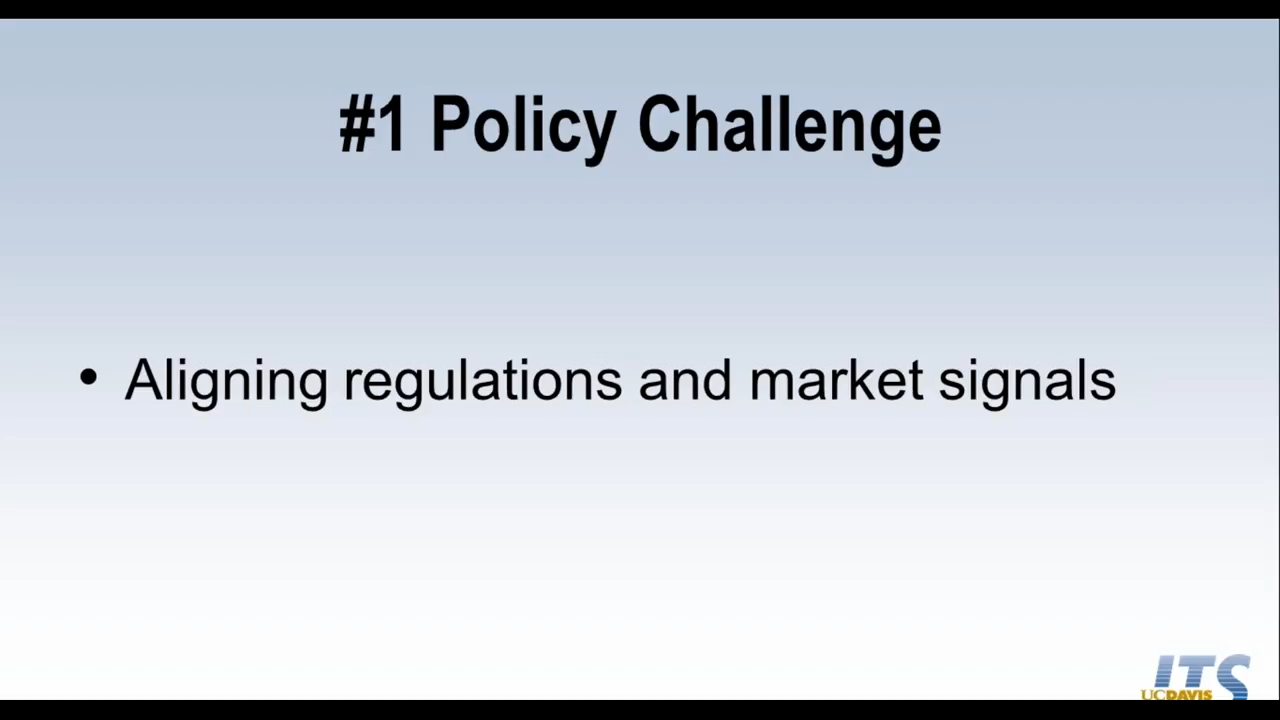 #1 Policy Challenge
• Aligning regulations and market signals
ITS
UCDAVIS